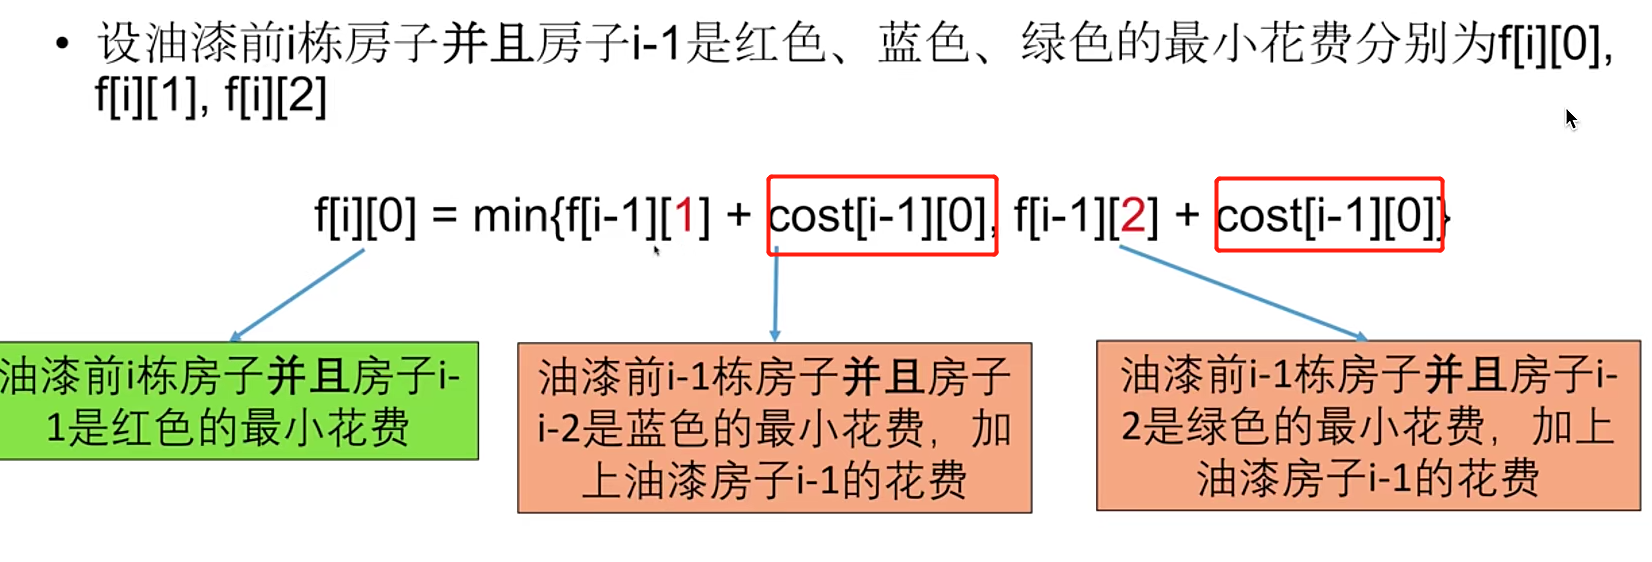 • 设油漆前i栋房子并且房子i-1是红色、蓝色、绿色的最小花费分别为f[i][0],
f[i][1], f[i][2]
f[i][0] = min{f[i-1][1] + cost[i-1][0], f[i-1][2] + cost[i-1][0]}
油漆前i栋房子并且房子i-
1是红色的最小花费
油漆前i-1栋房子并且房子
i-2是蓝色的最小花费，加
上油漆房子i-1的花费
油漆前i-1栋房子并且房子i-
2是绿色的最小花费，加上
油漆房子i-1的花费